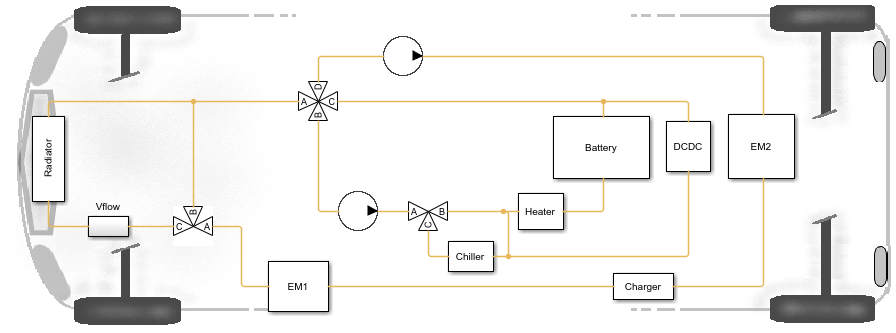 D
A C
B
Battery
DCDC
EM2
Radiator
Vflow
B
C A
A B
C
Heater
Chiller
EM1
Charger